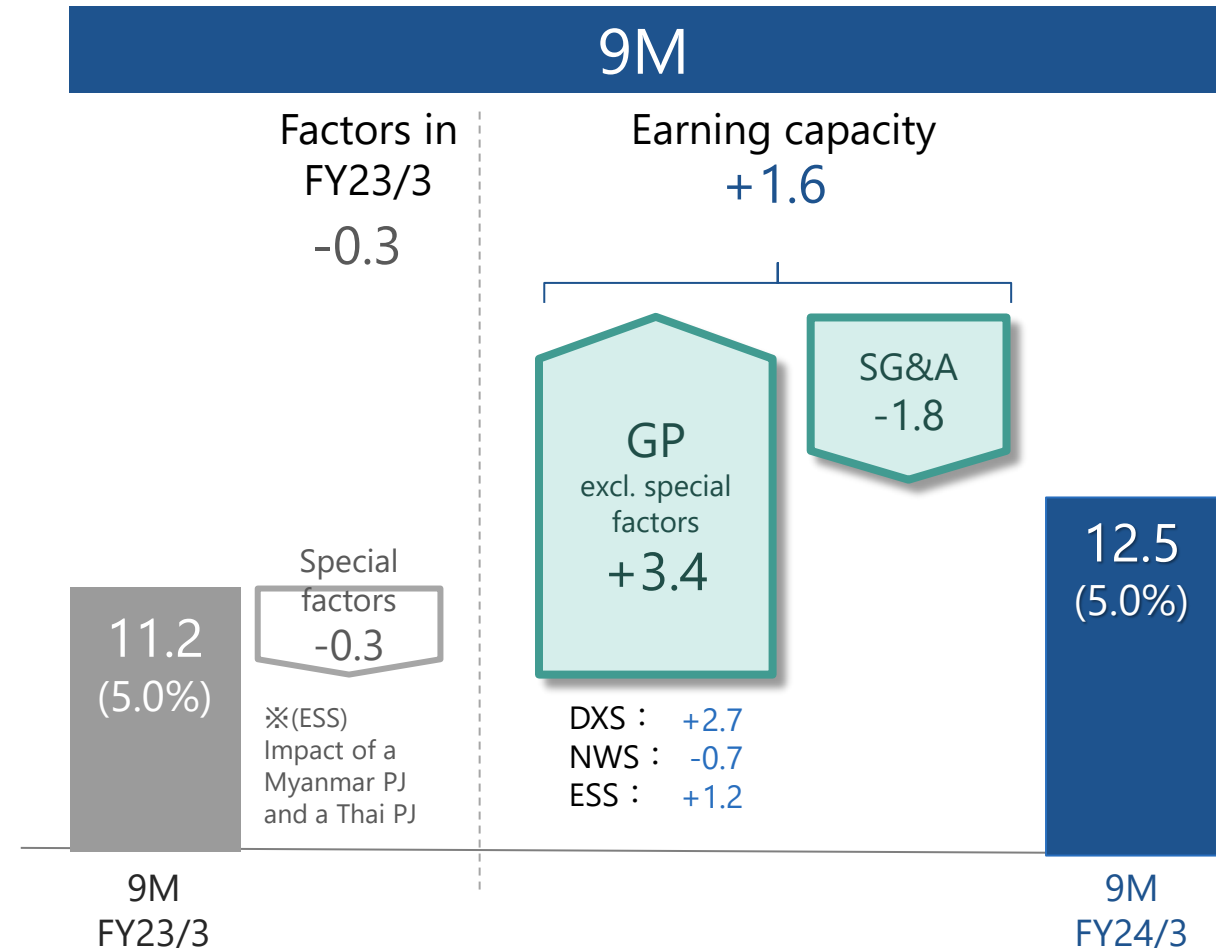 9M
Factors in
FY23/3
-0.3
Earning capacity
+1.6
GP
excl. special
factors
+3.4
SG&A
-1.8
Special
factors
-0.3
11.2
(5.0%)
12.5
(5.0%)
※(ESS)
Impact of a
Myanmar PJ
and a Thai PJ
DXS： +2.7
NWS： -0.7
ESS： +1.2
9M
FY23/3
9M
FY24/3